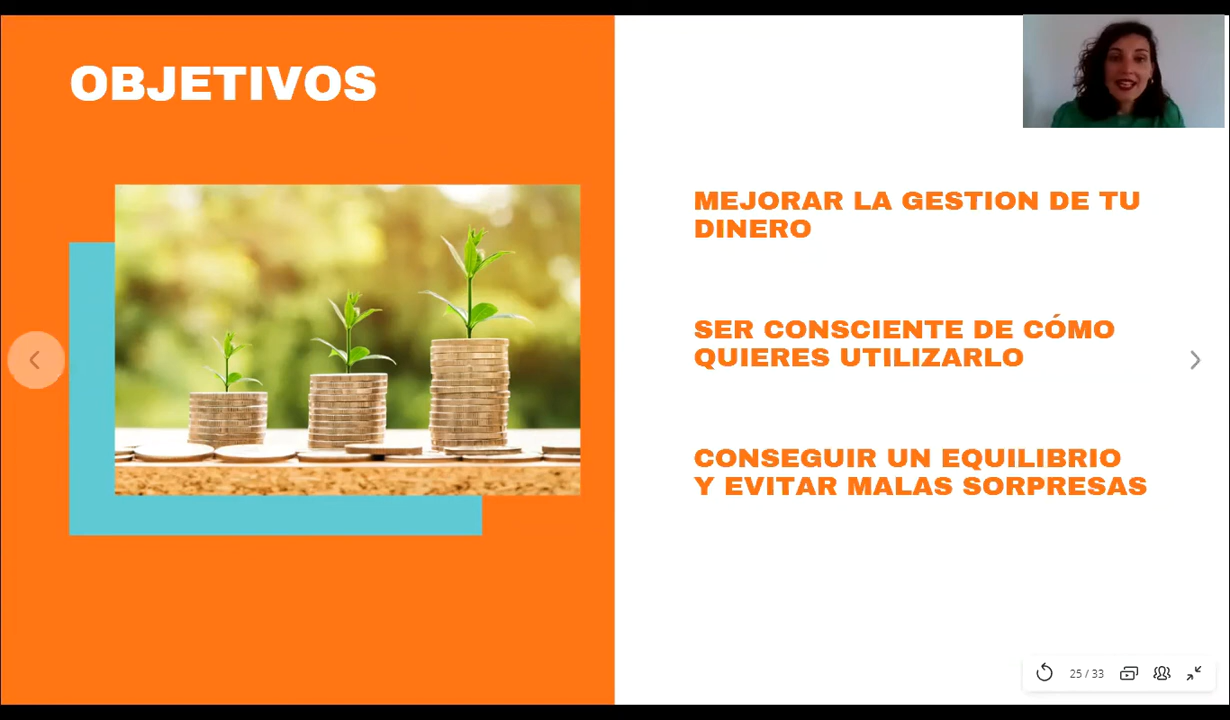 OBJETIVOS
MEJORAR LA GESTION DE TU
DINERO
SER CONSCIENTE DE CÓMO
QUIERES UTILIZARLO
CONSEGUIR UN EQUILIBRIO
Y EVITAR MALAS SORPRESAS
25 / 33